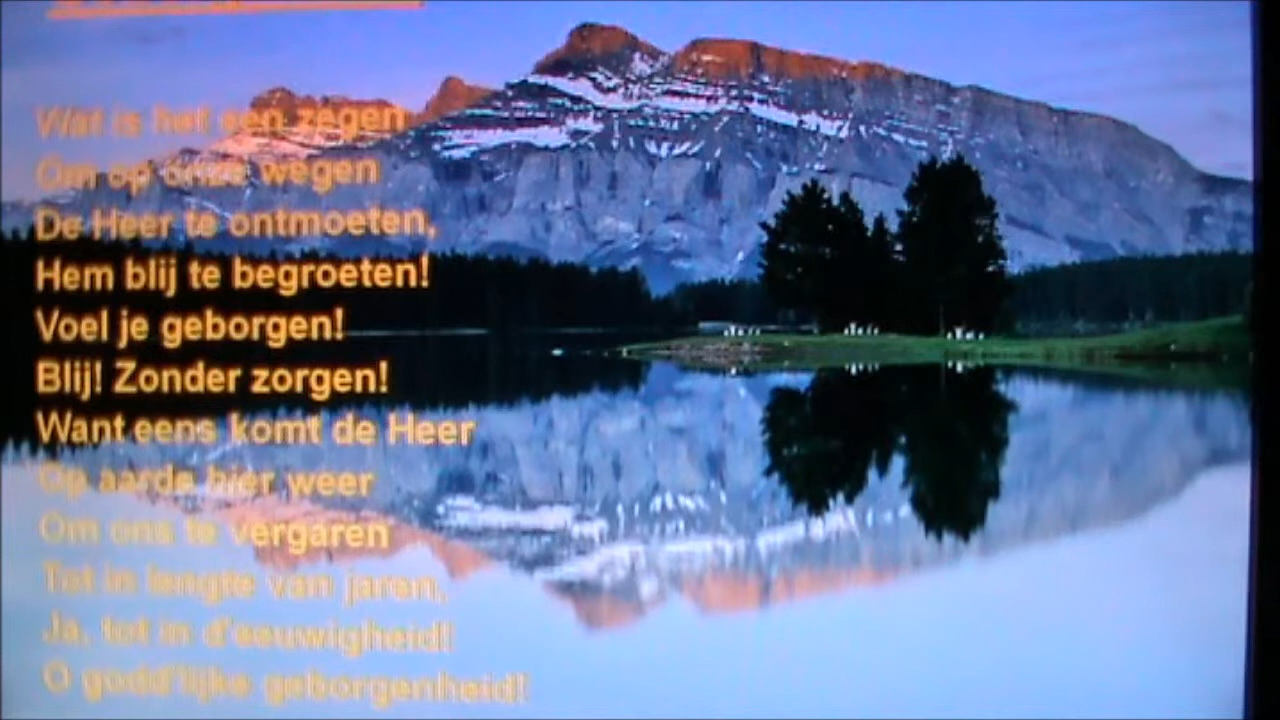 Wat is het een zegen
Om op onze wegen
De Heer te ontmoeten,
Hem blij te begroeten!
Voel je geborgen!
Blij! Zonder zorgen!
Want eens komt de Heer
Op aarde hier weer
Om ons te vergaren
Tot in lengte van jaren,
Ja, tot in d'eeuwigheid!
O godd'lijke geborgenheid!